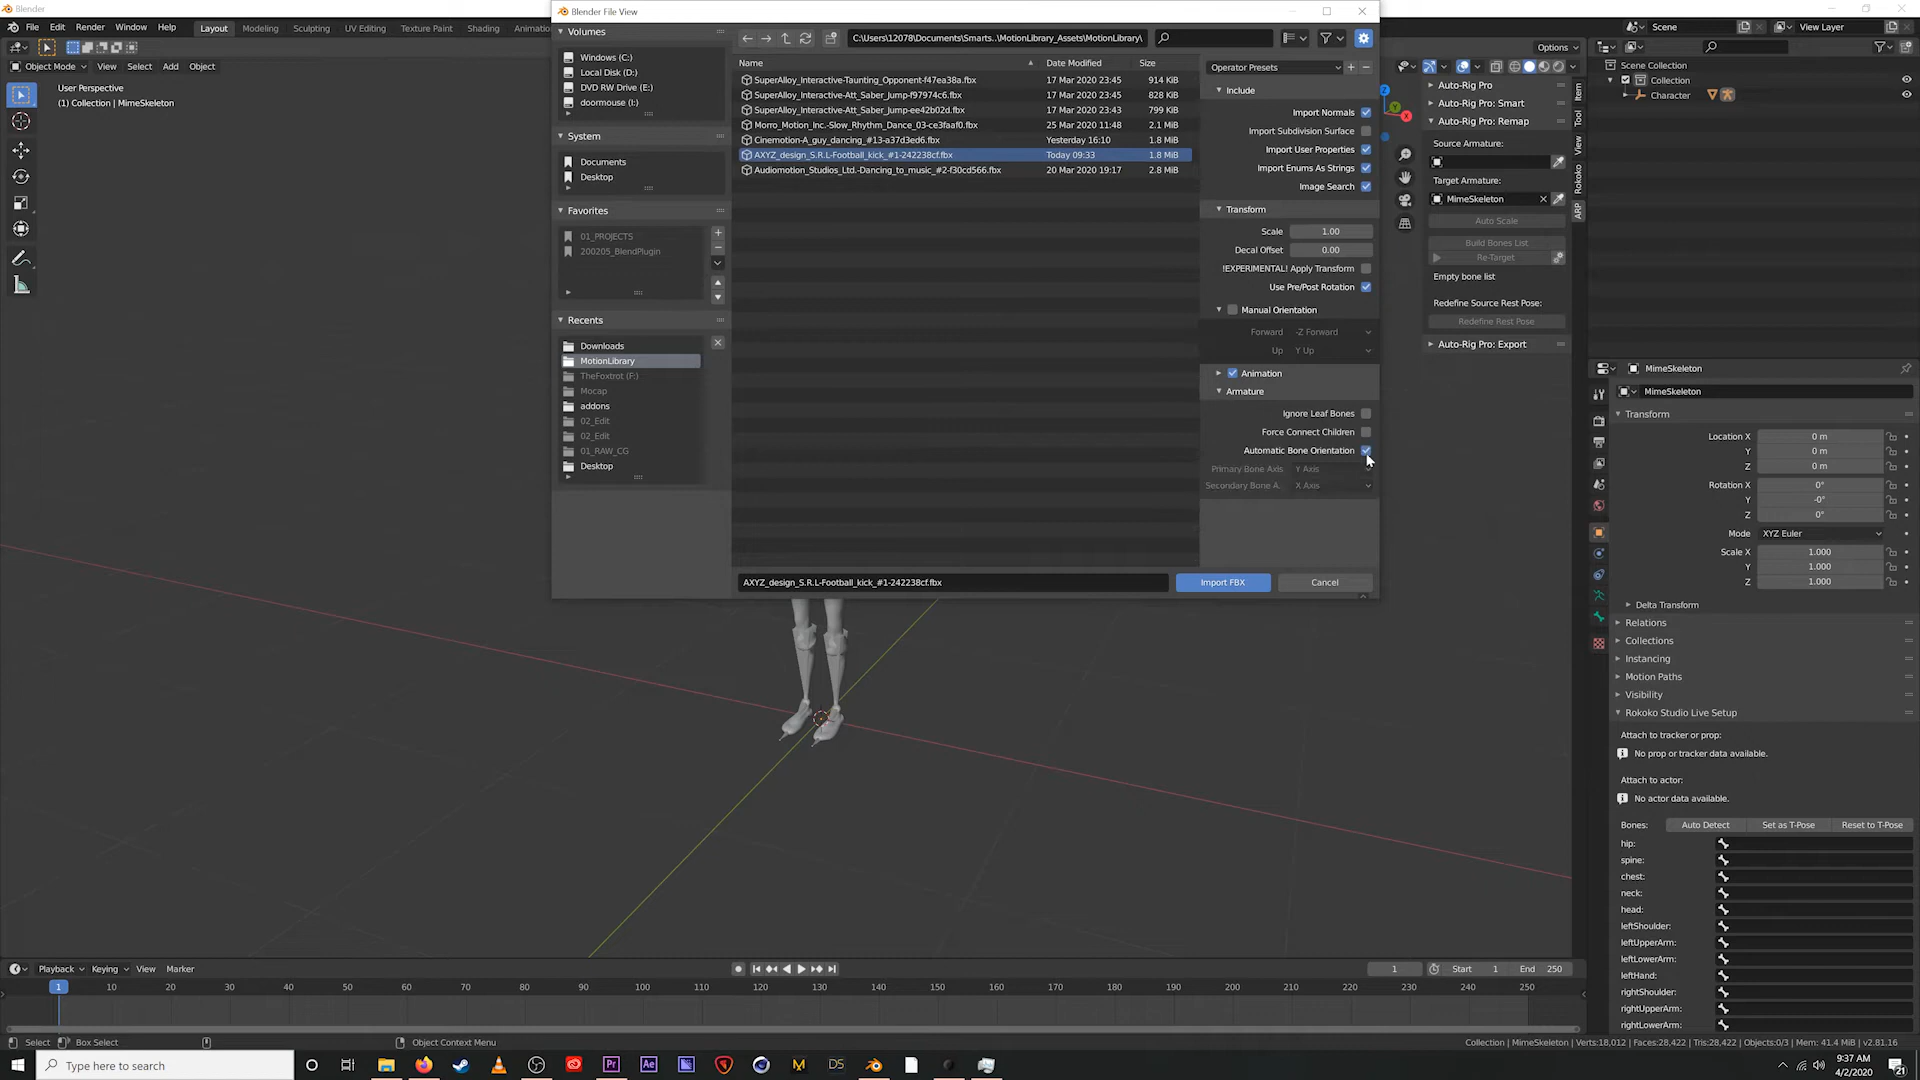 Blender
File Edit Render Window Help
Layout Modeling Sculpting UV Editing Texture Paint Shading Animation
Scene
View Layer
Object Mode View Select Add Object
Options
User Perspective
(1) Collection | MimeSkeleton
Blender File View
Volumes
Windows (C:)
Local Disk (D:)
DVD RW Drive (E:)
doormouse (I:)
System
Documents
Desktop
Favorites
01_PROJECTS
200205_BlendPlugin
Recents
Downloads
MotionLibrary
TheFoxtrot (F:)
Mocap
addons
02_Edit
02_Edit
01_RAW_CG
Desktop
C:\Users\12078\Documents\Smarts..\MotionLibrary_Assets\MotionLibrary\
Name Date Modified Size
SuperAlloy_Interactive-Taunting_Opponent-f47ea38a.fbx 17 Mar 2020 23:45 914 KiB
SuperAlloy_Interactive-Att_Saber_Jump-f97974c6.fbx 17 Mar 2020 23:45 828 KiB
SuperAlloy_Interactive-Att_Saber_Jump-ee42b02d.fbx 17 Mar 2020 23:43 799 KiB
Morro_Motion_Inc.-Slow_Rhythm_Dance_03-ce3faaf0.fbx 25 Mar 2020 11:48 2.1 MiB
Cinemotion-A_guy_dancing_#13-a37d3ed6.fbx Yesterday 16:10 1.8 MiB
AXYZ_design_S.R.L-Football_kick_#1-242238cf.fbx Today 09:33 1.8 MiB
Audiomotion_Studios_Ltd.-Dancing_to_music_#2-f30cd566.fbx 20 Mar 2020 19:17 2.8 MiB
AXYZ_design_S.R.L-Football_kick_#1-242238cf.fbx
Import FBX
Cancel
Operator Presets
Include
Import Normals
Import Subdivision Surface
Import User Properties
Import Enums As Strings
Image Search
Transform
Scale 1.00
Decal Offset 0.00
!EXPERIMENTAL! Apply Transform
Use Pre/Post Rotation
Manual Orientation
Forward -Z Forward
Up Y Up
Animation
Armature
Ignore Leaf Bones
Force Connect Children
Automatic Bone Orientation
Primary Bone Axis Y Axis
Secondary Bone A. X Axis
Z
Y
X
Auto-Rig Pro
Auto-Rig Pro: Smart
Auto-Rig Pro: Remap
Source Armature:
Target Armature:
MimeSkeleton
Auto Scale
Build Bones List
Re-Target
Empty bone list
Redefine Source Rest Pose:
Redefine Rest Pose
Auto-Rig Pro: Export
Item
Tool
View
Rokoko
ARP
Scene Collection
Collection
Character
MimeSkeleton
MimeSkeleton
Transform
Location X 0 m
Y 0 m
Z 0 m
Rotation X 0°
Y -0°
Z 0°
Mode XYZ Euler
Scale X 1.000
Y 1.000
Z 1.000
Delta Transform
Relations
Collections
Instancing
Motion Paths
Visibility
Rokoko Studio Live Setup
Attach to tracker or prop:
No prop or tracker data available.
Attach to actor:
No actor data available.
Bones: Auto Detect Set as T-Pose Reset to T-Pose
hip:
spine:
chest:
neck:
head:
leftShoulder:
leftUpperArm:
leftLowerArm:
leftHand:
rightShoulder:
rightUpperArm:
rightLowerArm:
Playback Keying View Marker
1 Start 1 End 250
1 10 20 30 40 50 60 70 80 90 100 110 120 130 140 150 160 170 180 190 200 210 220 230 240 250
Select Box Select Object Context Menu
Collection | MimeSkeleton | Verts:18,012 | Faces:28,422 | Tris:28,422 | Objects:0/3 | Mem: 41.4 MiB | v2.81.16
Type here to search
Pr
Ae
M
DS
9:37 AM
4/2/2020
21